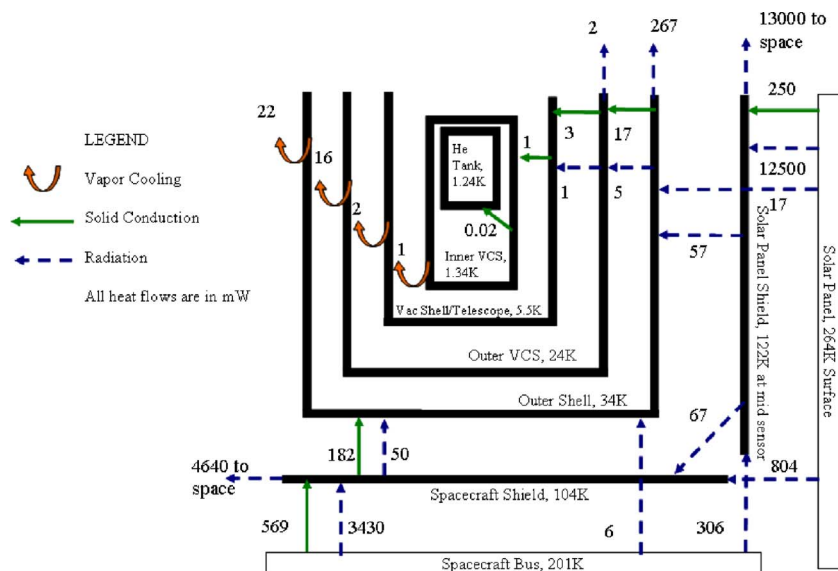 2
267
13000 to
space
250
22
LEGEND
Vapor Cooling
Solid Conduction
Radiation
All heat flows are in mW
16
2
1
He
Tank,
1.24K
1
3
17
1
5
0.02
Inner VCS,
1.34K
Vac Shell/Telescope, 5.5K
Outer VCS, 24K
Outer Shell, 34K
12500
17
57
67
Solar Panel Shield, 122K at mid sensor
Solar Panel, 264K Surface
182
50
4640 to
space
804
Spacecraft Shield, 104K
569
3430
6
306
Spacecraft Bus, 201K